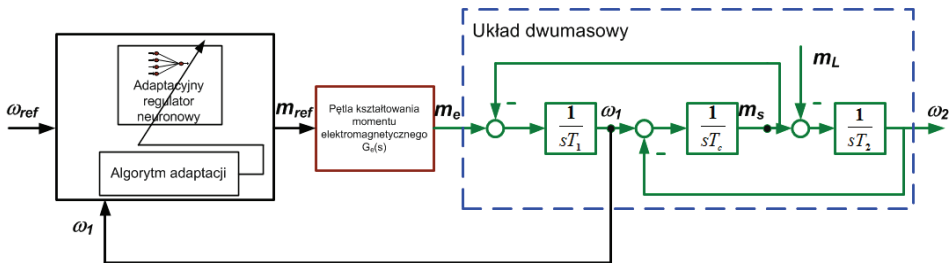 Układ dwumasowy
m_L
Adaptacyjny
regulator
neuronowy
ω_ref
m_ref
Pętla kształtowania
momentu
elektromagnetycznego
G_e(s)
m_e
1
sT_1
ω_1
1
sT_c
m_s
1
sT_2
ω_2
Algorytm adaptacji
ω_1